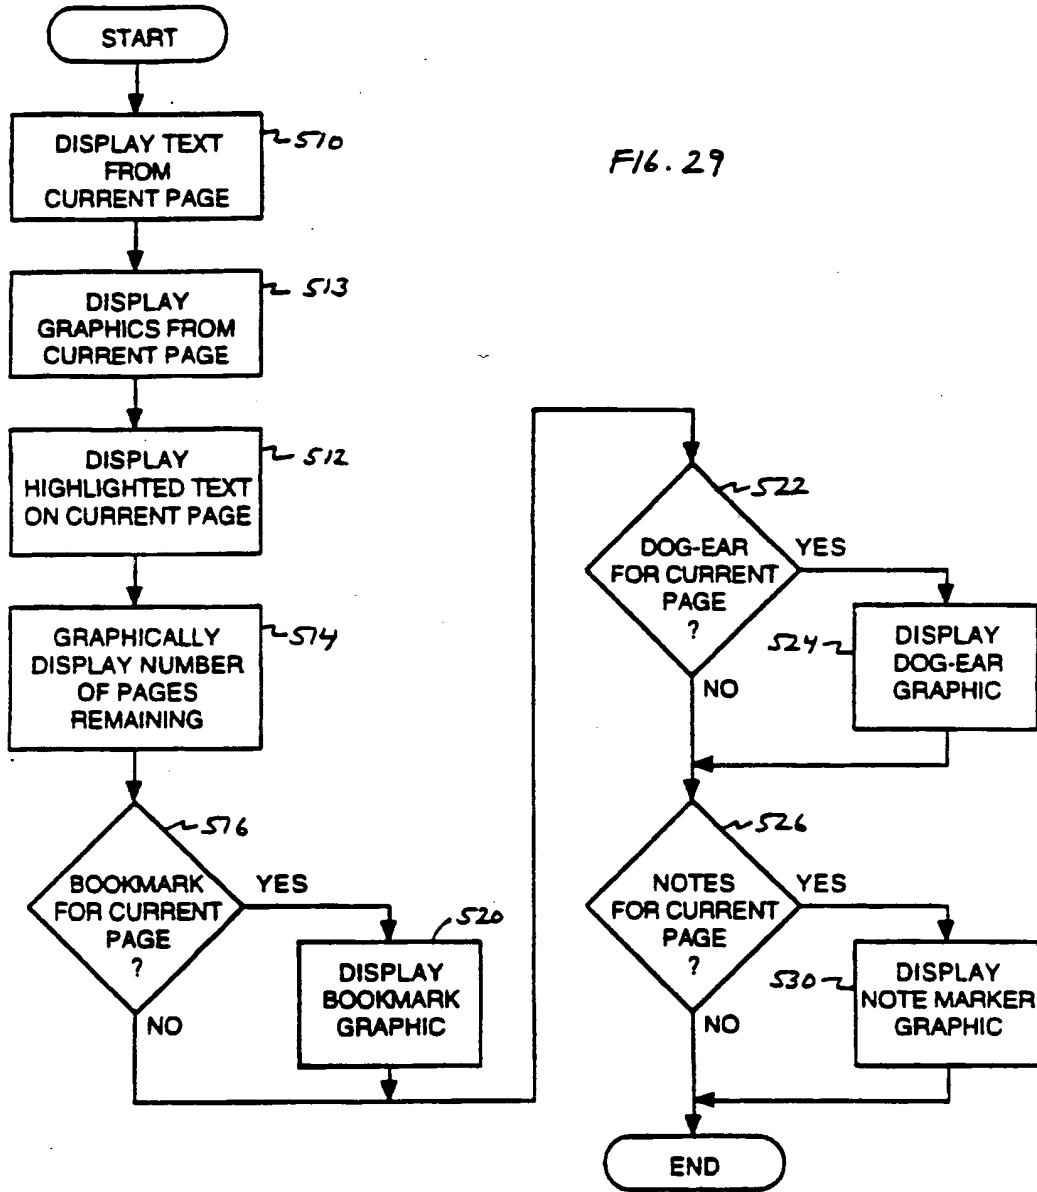 START
DISPLAY TEXT
FROM
CURRENT PAGE
510
FIG. 29
DISPLAY
GRAPHICS FROM
CURRENT PAGE
513
DISPLAY
HIGHLIGHTED TEXT
ON CURRENT PAGE
512
GRAPHICALLY
DISPLAY NUMBER
OF PAGES
REMAINING
514
516
BOOKMARK
FOR CURRENT
PAGE
?
YES
NO
520
DISPLAY
BOOKMARK
GRAPHIC
522
DOG-EAR
FOR CURRENT
PAGE
?
YES
NO
524
DISPLAY
DOG-EAR
GRAPHIC
526
NOTES
FOR CURRENT
PAGE
?
YES
NO
530
DISPLAY
NOTE MARKER
GRAPHIC
END